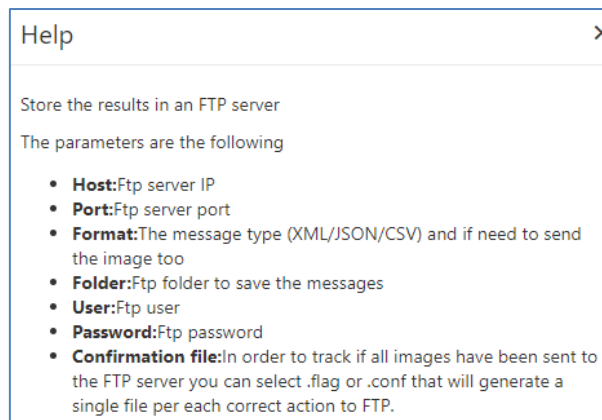 Help
Store the results in an FTP server
The parameters are the following
Host:Ftp server IP
Port:Ftp server port
Format:The message type (XML/JSON/CSV) and if need to send
the image too
Folder:Ftp folder to save the messages
User:Ftp user
Password:Ftp password
Confirmation file:In order to track if all images have been sent to
the FTP server you can select .flag or .conf that will generate a
single file per each correct action to FTP.